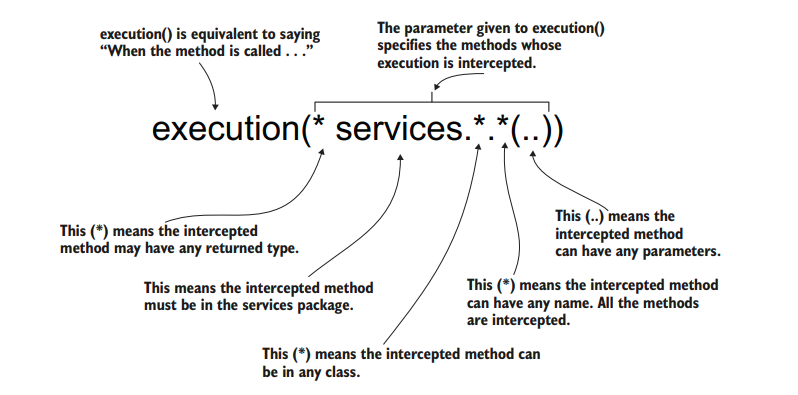 execution() is equivalent to saying
“When the method is called . . .”
The parameter given to execution()
specifies the methods whose
execution is intercepted.
execution(* services.*.*(..))
This (*) means the intercepted
method may have any returned type.
This means the intercepted method
must be in the services package.
This (*) means the intercepted method can
be in any class.
This (*) means the intercepted method
can have any name. All the methods
are intercepted.
This (..) means the
intercepted method
can have any parameters.